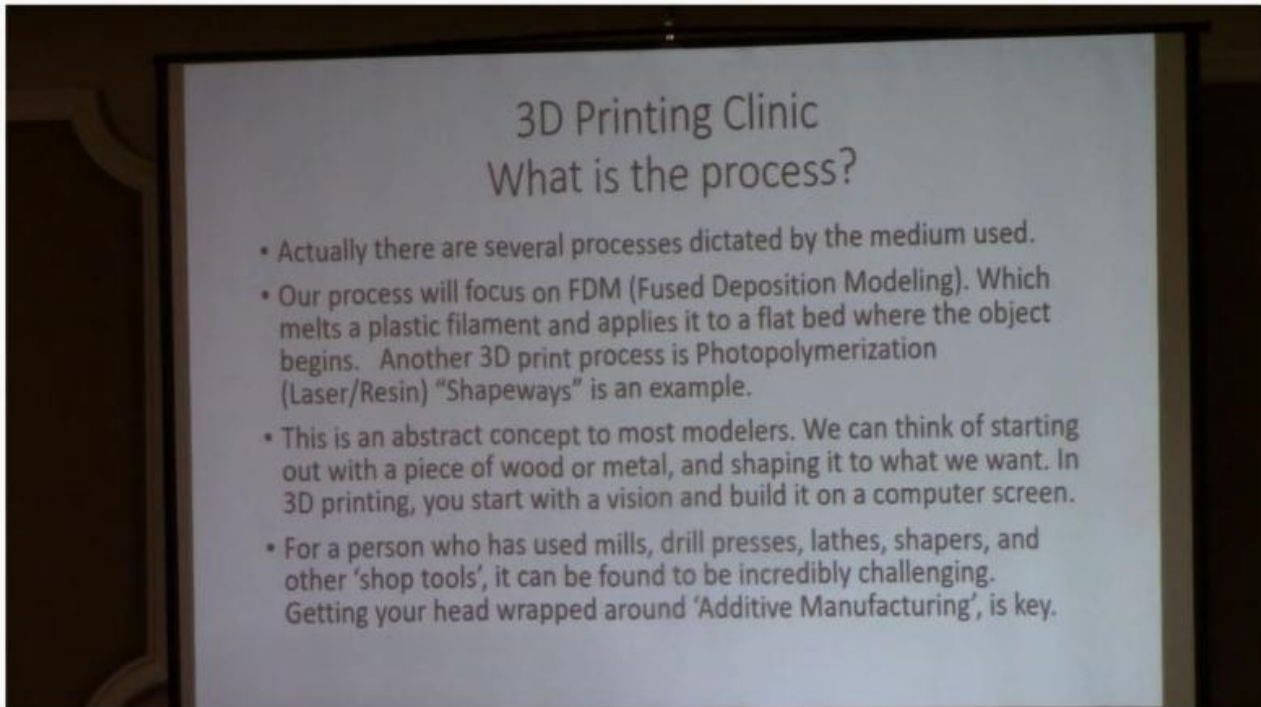 3D Printing Clinic
What is the process?
• Actually there are several processes dictated by the medium used.
• Our process will focus on FDM (Fused Deposition Modeling). Which
melts a plastic filament and applies it to a flat bed where the object
begins.   Another 3D print process is Photopolymerization
(Laser/Resin) “Shapeways” is an example.
• This is an abstract concept to most modelers. We can think of starting
out with a piece of wood or metal, and shaping it to what we want. In
3D printing, you start with a vision and build it on a computer screen.
• For a person who has used mills, drill presses, lathes, shapers, and
other ‘shop tools’, it can be found to be incredibly challenging.
Getting your head wrapped around ‘Additive Manufacturing’, is key.